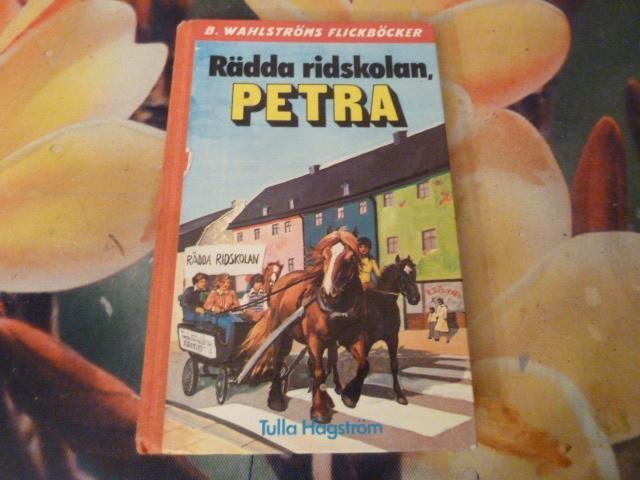 B. WAHLSTRÖMS FLICKBÖCKER
Rädda ridskolan,
PETRA
RÄDDA RIDSKOLAN
Tulla Hagström